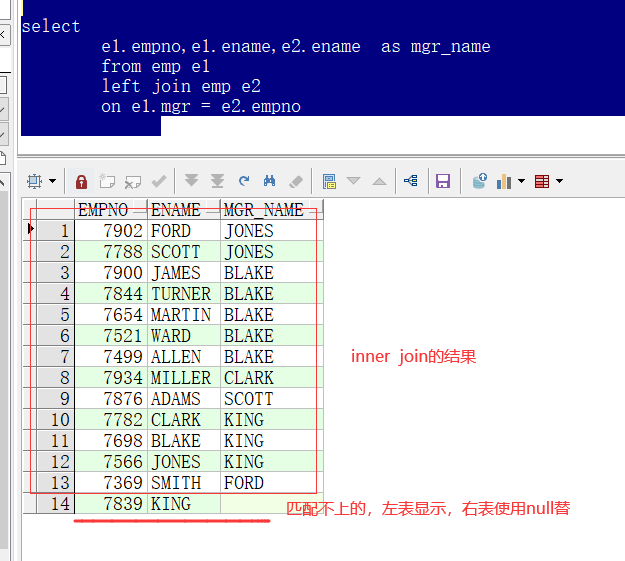 select
e1.empno,e1.ename,e2.ename  as mgr_name
from emp e1
left join emp e2
on e1.mgr = e2.empno
EMPNO ENAME MGR_NAME
1 7902 FORD JONES
2 7788 SCOTT JONES
3 7900 JAMES BLAKE
4 7844 TURNER BLAKE
5 7654 MARTIN BLAKE
6 7521 WARD BLAKE
7 7499 ALLEN BLAKE
inner join的结果
8 7934 MILLER CLARK
9 7876 ADAMS SCOTT
10 7782 CLARK KING
11 7698 BLAKE KING
12 7566 JONES KING
13 7369 SMITH FORD
14 7839 KING
匹配不上的，左表显示，右表使用null替